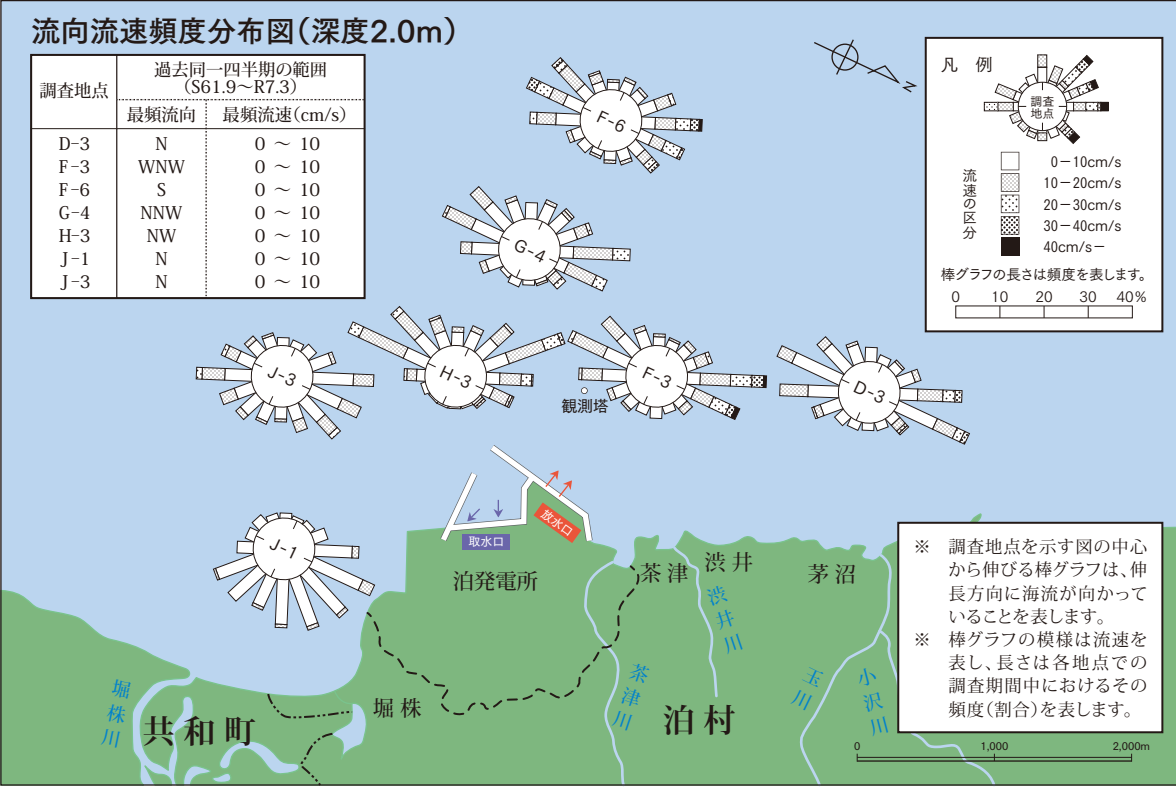 流向流速頻度分布図(深度2.0m)
調査地点
過去同一四半期の範囲
(S61.9〜R7.3)
最頻流向 最頻流速(cm/s)
D-3 N 0 〜 10
F-3 WNW 0 〜 10
F-6 S 0 〜 10
G-4 NNW 0 〜 10
H-3 NW 0 〜 10
J-1 N 0 〜 10
J-3 N 0 〜 10
N
凡 例
調査
地点
流速の区分
0-10cm/s
10-20cm/s
20-30cm/s
30-40cm/s
40cm/s-
棒グラフの長さは頻度を表します。
0 10 20 30 40%
F-6
G-4
J-3
H-3
F-3
D-3
観測塔
J-1
取水口
放水口
泊発電所
茶津
渋井
茅沼
渋井川
茶津川
玉川
小沢川
堀株川
共和町
堀株
泊村
※ 調査地点を示す図の中心
から伸びる棒グラフは、伸
長方向に海流が向かって
いることを表します。
※ 棒グラフの模様は流速を
表し、長さは各地点での
調査期間中におけるその
頻度(割合)を表します。
0 1,000 2,000m